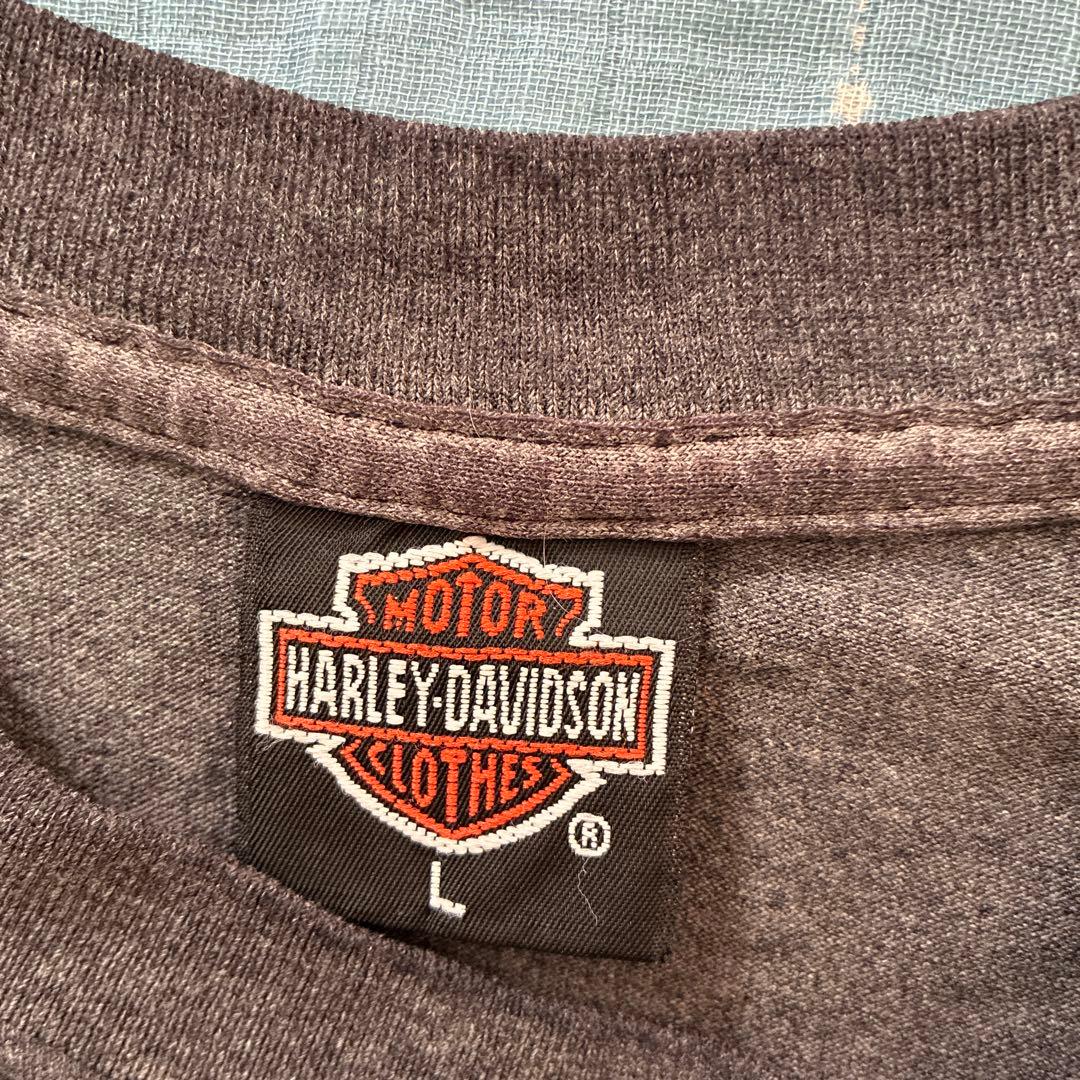 MOTOR
HARLEY-DAVIDSON
CLOTHES
®
L